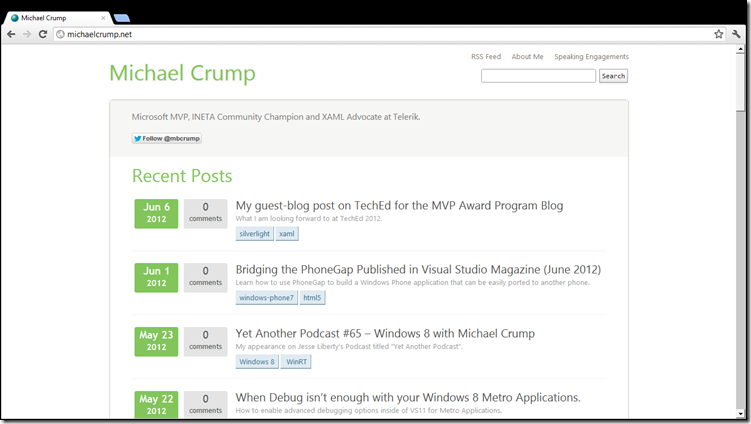 Michael Crump
michaelcrump.net
RSS Feed About Me Speaking Engagements
Michael Crump
Search
Microsoft MVP, INETA Community Champion and XAML Advocate at Telerik.
Follow @mbcrump
Recent Posts
Jun 6
2012
0
comments
My guest-blog post on TechEd for the MVP Award Program Blog
What I am looking forward to at TechEd 2012.
silverlight xaml
Jun 1
2012
0
comments
Bridging the PhoneGap Published in Visual Studio Magazine (June 2012)
Learn how to use PhoneGap to build a Windows Phone application that can be easily ported to another phone.
windows-phone7 html5
May 23
2012
0
comments
Yet Another Podcast #65 – Windows 8 with Michael Crump
My appearance on Jesse Liberty's Podcast titled "Yet Another Podcast".
Windows 8 WinRT
May 22
2012
0
comments
When Debug isn’t enough with your Windows 8 Metro Applications.
How to enable advanced debugging options inside of VS11 for Metro Applications.